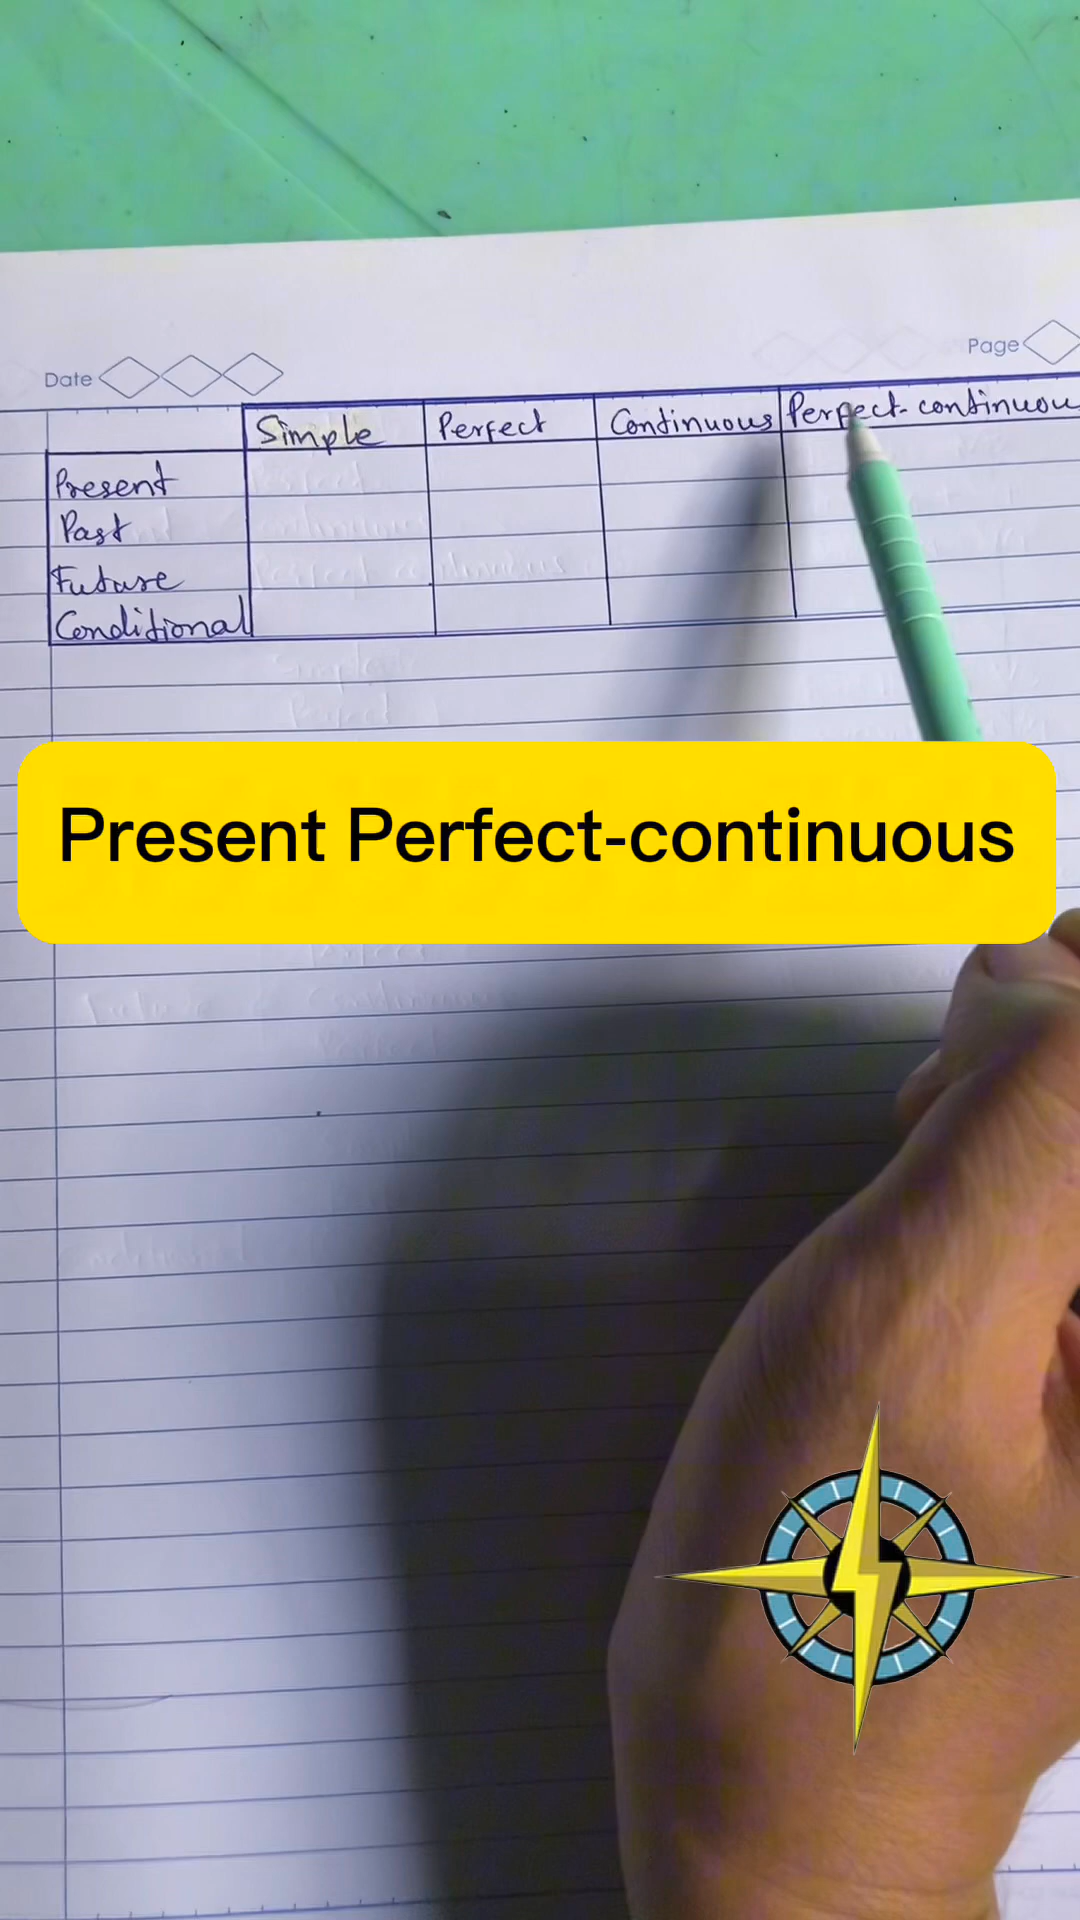 Page
Date
Simple Perfect Continuous Perfect-continuou
Present
Past
Future
Conditional
Present Perfect-continuous